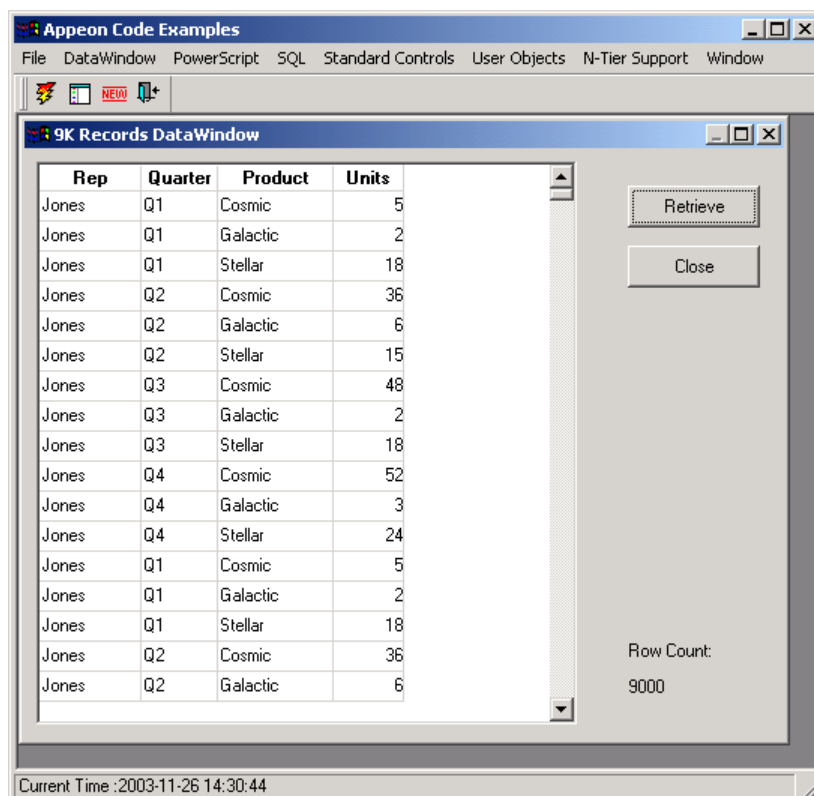 Appeon Code Examples
File DataWindow PowerScript SQL Standard Controls User Objects N-Tier Support Window
NEW
9K Records DataWindow
Rep Quarter Product Units
Jones Q1 Cosmic 5
Jones Q1 Galactic 2
Jones Q1 Stellar 18
Jones Q2 Cosmic 36
Jones Q2 Galactic 6
Jones Q2 Stellar 15
Jones Q3 Cosmic 48
Jones Q3 Galactic 2
Jones Q3 Stellar 18
Jones Q4 Cosmic 52
Jones Q4 Galactic 3
Jones Q4 Stellar 24
Jones Q1 Cosmic 5
Jones Q1 Galactic 2
Jones Q1 Stellar 18
Jones Q2 Cosmic 36
Jones Q2 Galactic 6
Retrieve
Close
Row Count:
9000
Current Time :2003-11-26 14:30:44